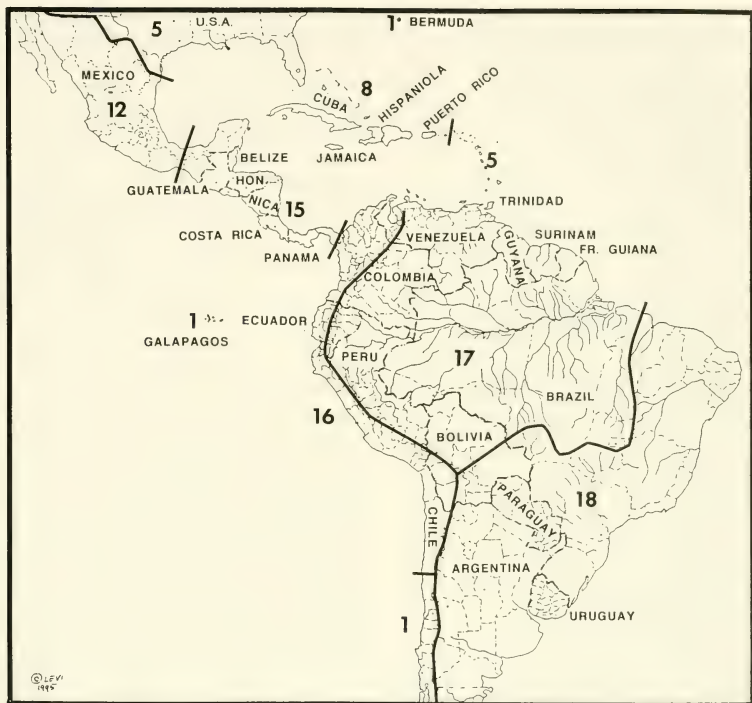 5
U.S.A.
1 BERMUDA
MEXICO
12
8
CUBA
HISPANIOLA
PUERTO RICO
BELIZE
JAMAICA
5
GUATEMALA
HON.
NICA
15
TRINIDAD
COSTA RICA
PANAMA
VENEZUELA
GUYANA
SURINAM
FR. GUIANA
COLOMBIA
1
ECUADOR
GALAPAGOS
PERU
17
BRAZIL
16
BOLIVIA
PARAGUAY
18
CHILE
ARGENTINA
URUGUAY
1
© LEVI
1995